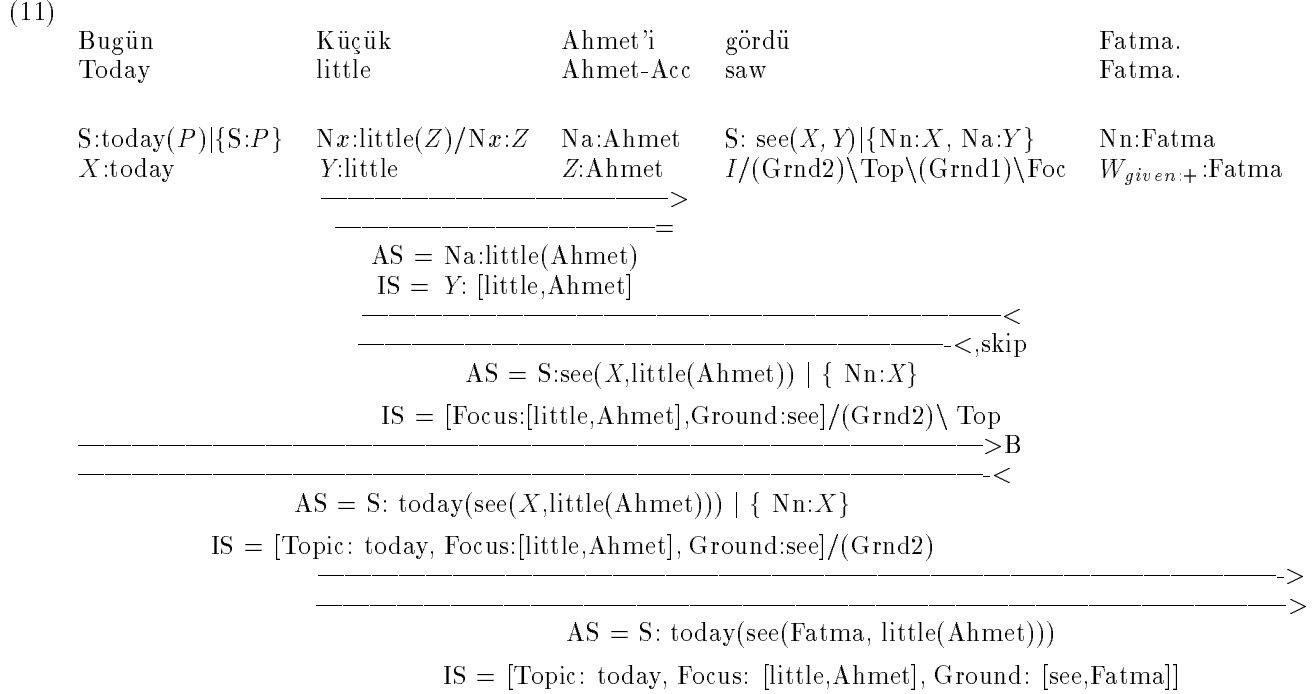 (11)
Bugün Küçük Ahmet'i gördü Fatma.
Today little Ahmet-Acc saw Fatma.
S:today(P)|{S:P} Nx:little(Z)/Nx:Z Na:Ahmet S: see(X,Y)|{Nn:X, Na:Y} Nn:Fatma
X:today Y:little Z:Ahmet I/(Grnd2)\Top\(Grnd1)\Foc W_given:+:Fatma
>
=
AS = Na:little(Ahmet)
IS = Y: [little,Ahmet]
<
<,skip
AS = S:see(X,little(Ahmet)) | { Nn:X}
IS = [Focus:[little,Ahmet],Ground:see]/(Grnd2)\ Top
>B
<
AS = S: today(see(X,little(Ahmet))) | { Nn:X}
IS = [Topic: today, Focus:[little,Ahmet], Ground:see]/(Grnd2)
>
>
AS = S: today(see(Fatma, little(Ahmet)))
IS = [Topic: today, Focus: [little,Ahmet], Ground: [see,Fatma]]